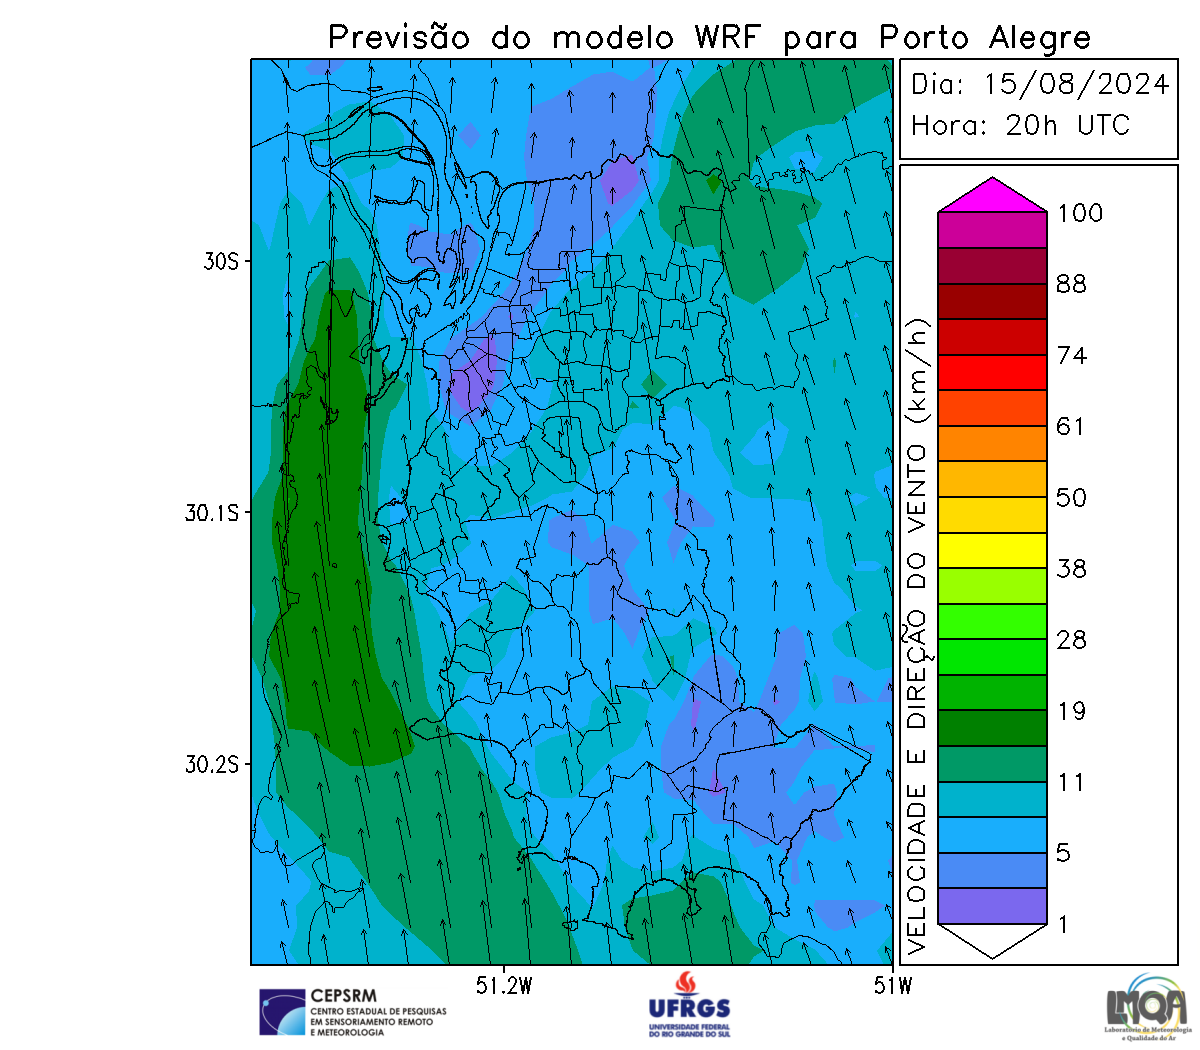 Previsão do modelo WRF para Porto Alegre
Dia: 15/08/2024
Hora: 20h UTC
30S
30.1S
30.2S
51.2W
51W
VELOCIDADE E DIREÇÃO DO VENTO (km/h)
100
88
74
61
50
38
28
19
11
5
1
CEPSRM
CENTRO ESTADUAL DE PESQUISAS
EM SENSORIAMENTO REMOTO
E METEOROLOGIA
UFRGS
UNIVERSIDADE FEDERAL
DO RIO GRANDE DO SUL
LMQA
Laboratório de Meteorologia
e Qualidade do Ar